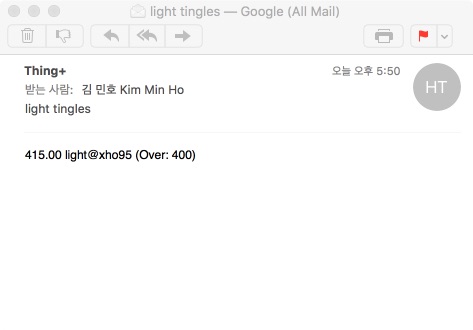 light tingles — Google (All Mail)
Thing+
오늘 오후 5:50
받는 사람: 김 민호 Kim Min Ho
light tingles
HT
415.00 light@xho95 (Over: 400)